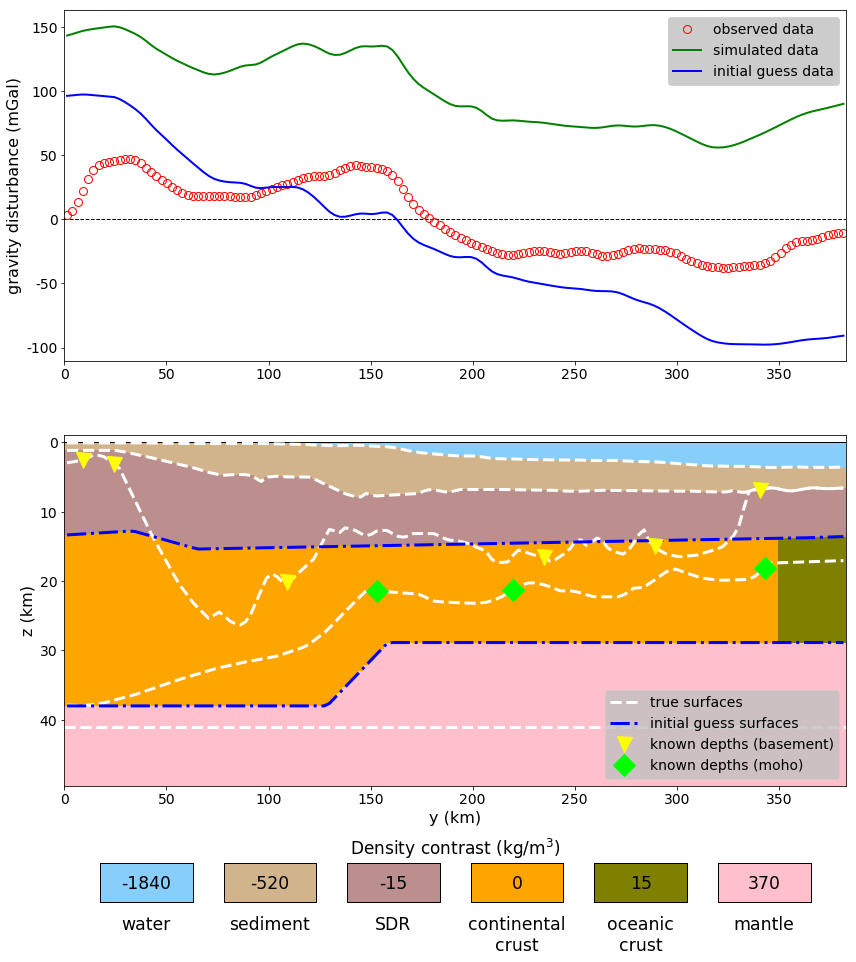 150
100
50
0
-50
-100
gravity disturbance (mGal)
observed data
simulated data
initial guess data
0 50 100 150 200 250 300 350
0
10
20
30
40
z (km)
true surfaces
initial guess surfaces
known depths (basement)
known depths (moho)
0 50 100 150 200 250 300 350
y (km)
Density contrast (kg/m³)
-1840 -520 -15 0 15 370
water sediment SDR continental oceanic mantle
crust crust